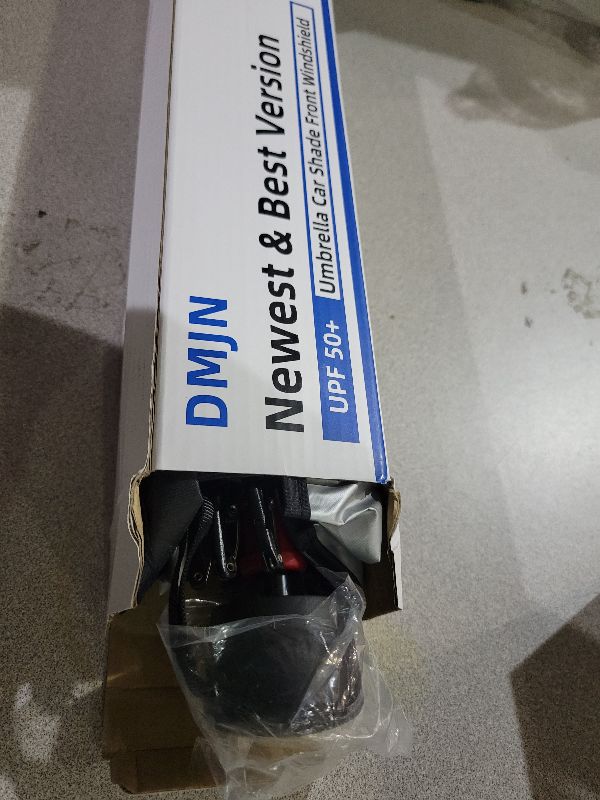 DMJN
Newest & Best Version
UPF 50+ Umbrella Car Shade Front Windshield